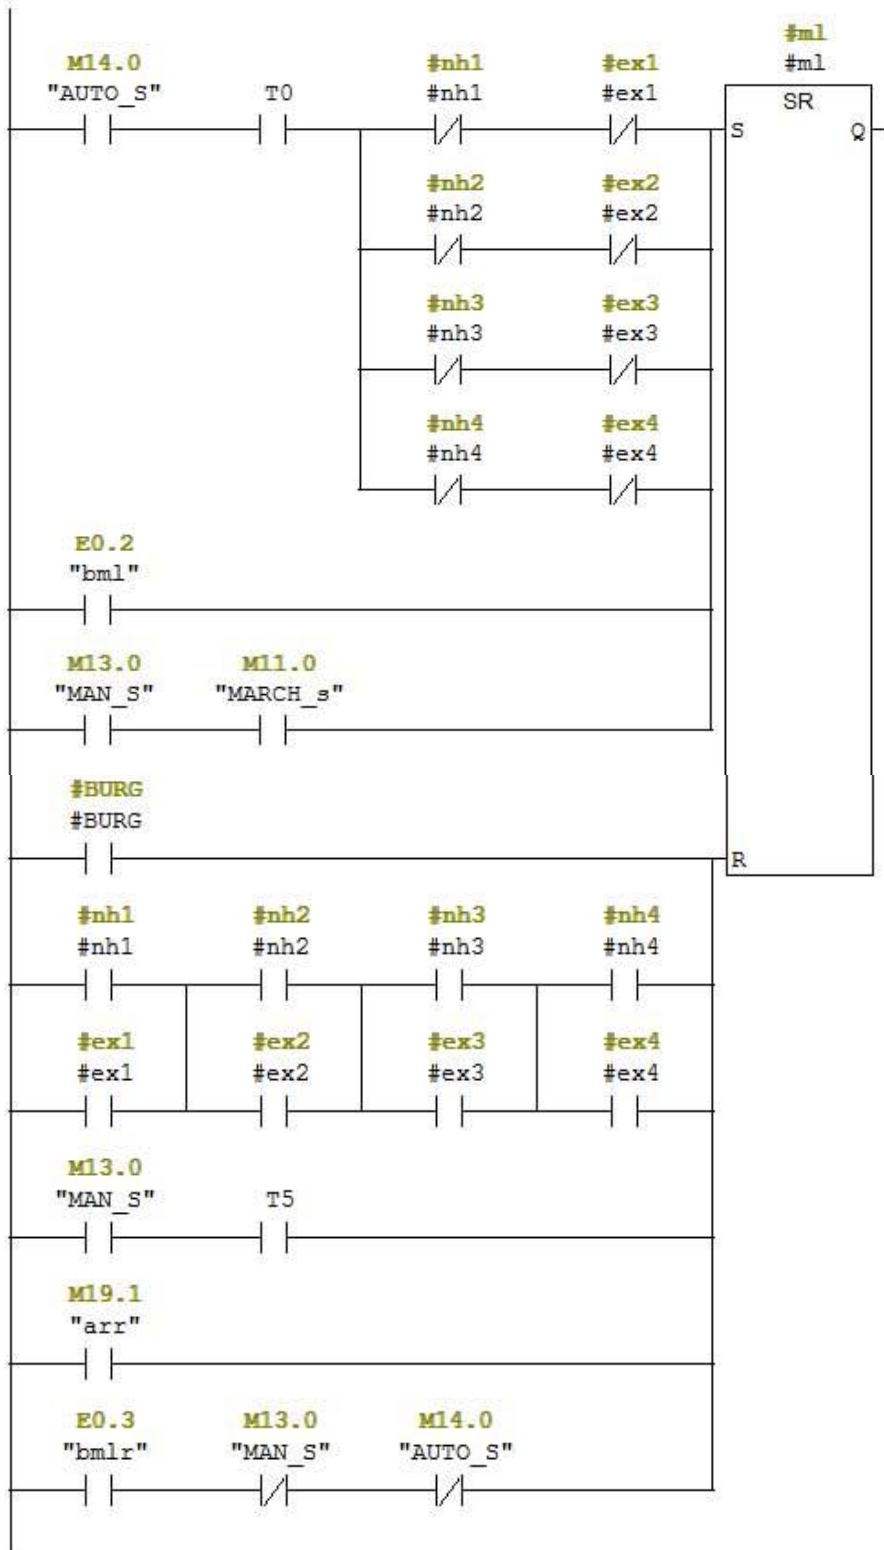 #ml
M14.0 #nh1 #ex1 #ml
"AUTO_S" T0 #nh1 #ex1 SR
S Q
#nh2 #ex2
#nh2 #ex2
#nh3 #ex3
#nh3 #ex3
#nh4 #ex4
#nh4 #ex4
E0.2
"bml"
M13.0 M11.0
"MAN_S" "MARCH_s"
#BURG
#BURG
R
#nh1 #nh2 #nh3 #nh4
#nh1 #nh2 #nh3 #nh4
#ex1 #ex2 #ex3 #ex4
#ex1 #ex2 #ex3 #ex4
M13.0
"MAN_S" T5
M19.1
"arr"
E0.3 M13.0 M14.0
"bmlr" "MAN_S" "AUTO_S"